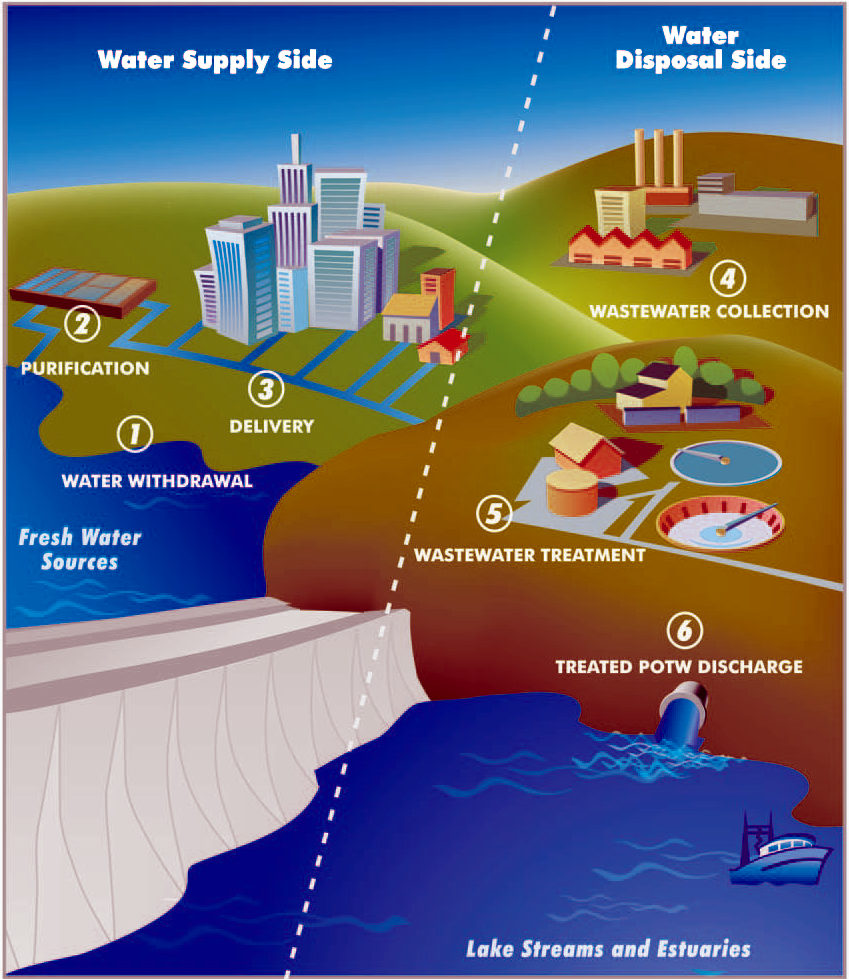 Water Supply Side
Water
Disposal Side
4
WASTEWATER COLLECTION
2
PURIFICATION
3
DELIVERY
1
WATER WITHDRAWAL
Fresh Water
Sources
5
WASTEWATER TREATMENT
6
TREATED POTW DISCHARGE
Lake Streams and Estuaries